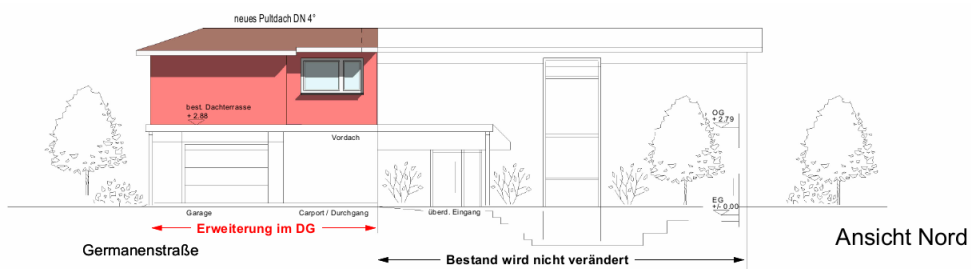 neues Pultdach DN 4°
best. Dachterrasse
+ 2,88
OG
+ 2,79
Vordach
EG
+/- 0,00
Garage
Carport / Durchgang
überd. Eingang
Erweiterung im DG
Germanenstraße
Ansicht Nord
Bestand wird nicht verändert